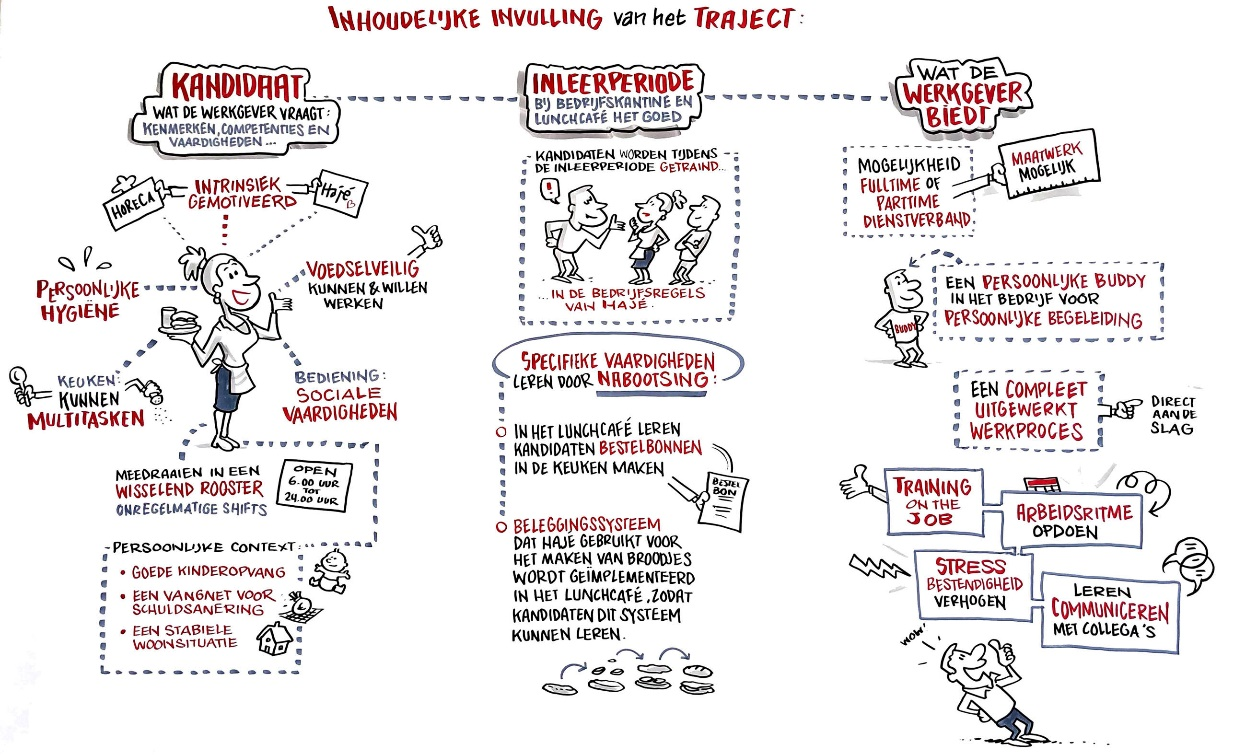 INHOUDELIJKE INVULLING van het TRAJECT:
KANDIDAAT
WAT DE WERKGEVER VRAAGT:
KENMERKEN, COMPETENTIES EN
VAARDIGHEDEN...
HORECA
INTRINSIEK
GEMOTIVEERD
Hajé
PERSOONLIJKE
HYGIËNE
VOEDSELVEILIG
KUNNEN & WILLEN
WERKEN
KEUKEN:
KUNNEN
MULTITASKEN
BEDIENING:
SOCIALE
VAARDIGHEDEN
MEEDRAAIEN IN EEN
WISSELEND ROOSTER
ONREGELMATIGE SHIFTS
OPEN
6.00 UUR
TOT
24.00 UUR
PERSOONLIJKE CONTEXT:
• GOEDE KINDEROPVANG
• EEN VANGNET VOOR
SCHULDSANERING
• EEN STABIELE
WOONSITUATIE
INLEERPERIODE
BIJ BEDRIJFSKANTINE EN
LUNCHCAFÉ HET GOED
KANDIDATEN WORDEN TIJDENS
DE INLEERPERIODE GETRAIND...
!
...IN DE BEDRIJFSREGELS
VAN HAJÉ.
SPECIFIEKE VAARDIGHEDEN
LEREN DOOR NABOOTSING:
IN HET LUNCHCAFÉ LEREN
KANDIDATEN BESTELBONNEN
IN DE KEUKEN MAKEN
BESTEL
BON
BELEGGINGSSYSTEEM
DAT HAJÉ GEBRUIKT VOOR
HET MAKEN VAN BROODJES
WORDT GEÏMPLEMENTEERD
IN HET LUNCHCAFÉ, ZODAT
KANDIDATEN DIT SYSTEEM
KUNNEN LEREN.
WAT DE
WERKGEVER
BIEDT
MOGELIJKHEID
FULLTIME OF
PARTTIME
DIENSTVERBAND
MAATWERK
MOGELIJK
BUDDY
EEN PERSOONLIJKE BUDDY
IN HET BEDRIJF VOOR
PERSOONLIJKE BEGELEIDING
EEN COMPLEET
UITGEWERKT
WERKPROCES
DIRECT
AAN DE
SLAG
TRAINING
ON THE
JOB
ARBEIDSRITME
OPDOEN
STRESS
BESTENDIGHEID
VERHOGEN
LEREN
COMMUNICEREN
MET COLLEGA'S
WOW!